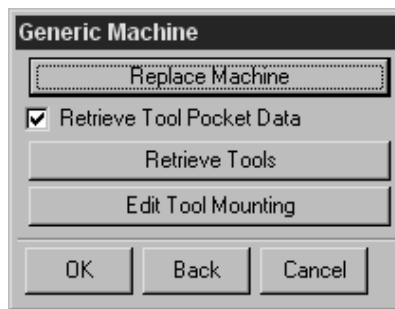 Generic Machine
Replace Machine
Retrieve Tool Pocket Data
Retrieve Tools
Edit Tool Mounting
OK Back Cancel